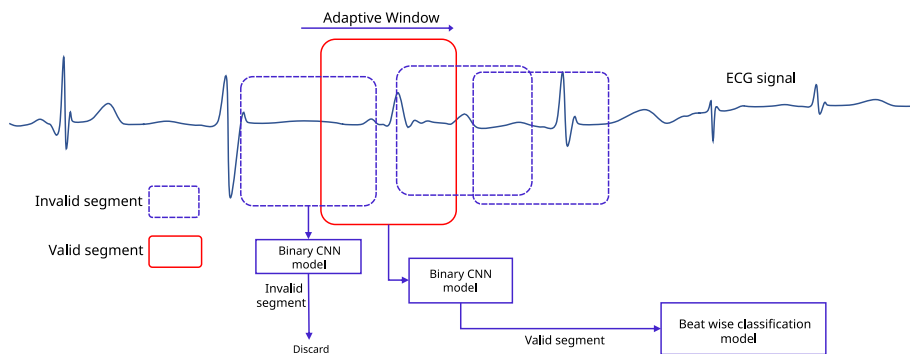 Adaptive Window
ECG signal
Invalid segment
Valid segment
Binary CNN
model
Binary CNN
model
Invalid
segment
Beat wise classification
model
Valid segment
Discard